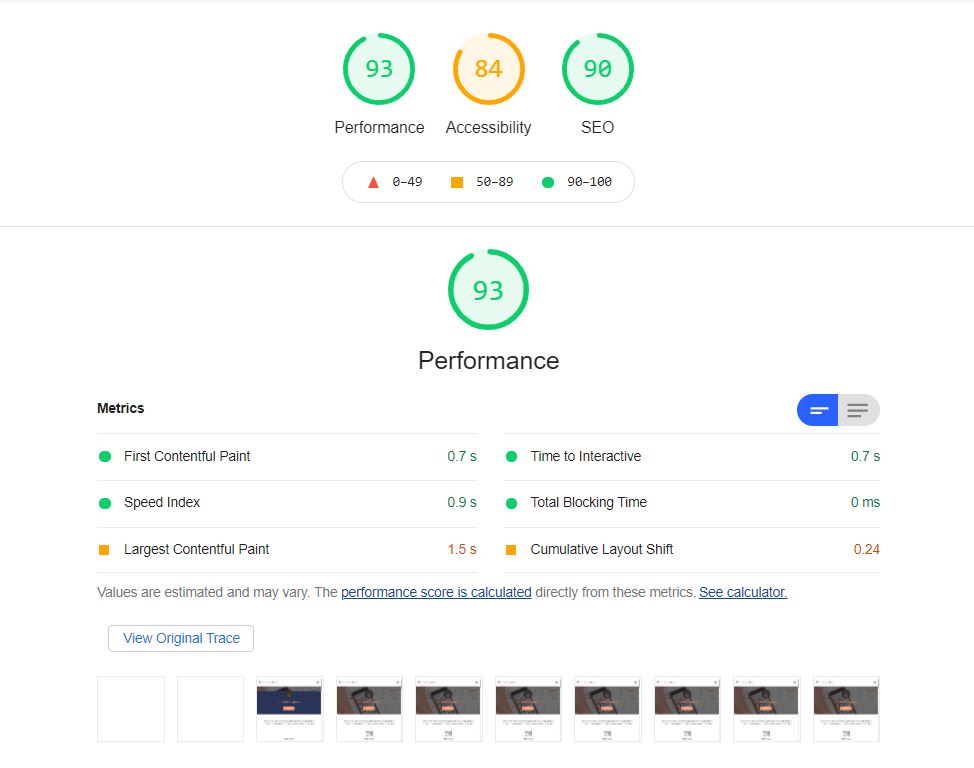 93 84 90
Performance Accessibility SEO
0–49 50–89 90–100
93
Performance
Metrics
First Contentful Paint 0.7 s Time to Interactive 0.7 s
Speed Index 0.9 s Total Blocking Time 0 ms
Largest Contentful Paint 1.5 s Cumulative Layout Shift 0.24
Values are estimated and may vary. The performance score is calculated directly from these metrics. See calculator.
View Original Trace